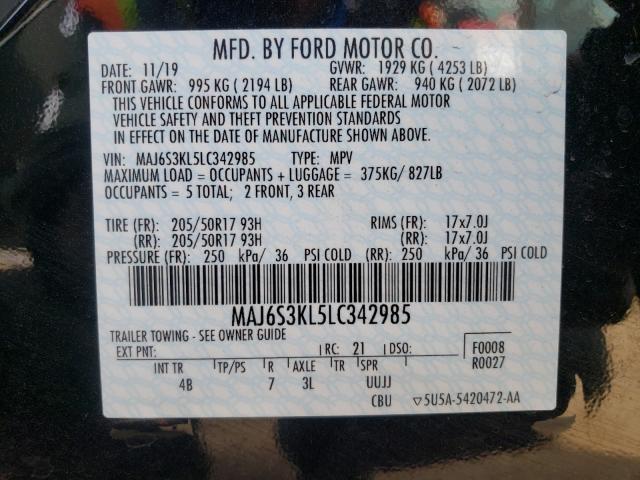 MFD. BY FORD MOTOR CO.
DATE: 11/19 GVWR: 1929 KG ( 4253 LB)
FRONT GAWR: 995 KG ( 2194 LB) REAR GAWR: 940 KG ( 2072 LB)
THIS VEHICLE CONFORMS TO ALL APPLICABLE FEDERAL MOTOR
VEHICLE SAFETY AND THEFT PREVENTION STANDARDS
IN EFFECT ON THE DATE OF MANUFACTURE SHOWN ABOVE.
VIN: MAJ6S3KL5LC342985 TYPE: MPV
MAXIMUM LOAD = OCCUPANTS + LUGGAGE = 375KG/ 827LB
OCCUPANTS = 5 TOTAL; 2 FRONT, 3 REAR
TIRE (FR): 205/50R17 93H RIMS (FR): 17x7.0J
(RR): 205/50R17 93H (RR): 17x7.0J
PRESSURE (FR): 250 kPa/ 36 PSI COLD (RR): 250 kPa/ 36 PSI COLD
MAJ6S3KL5LC342985
TRAILER TOWING - SEE OWNER GUIDE
EXT PNT: RC: 21 DSO: F0008
R0027
INT TR TP/PS R AXLE TR SPR
4B 7 3L UUJJ
CBU ▽5U5A-5420472-AA